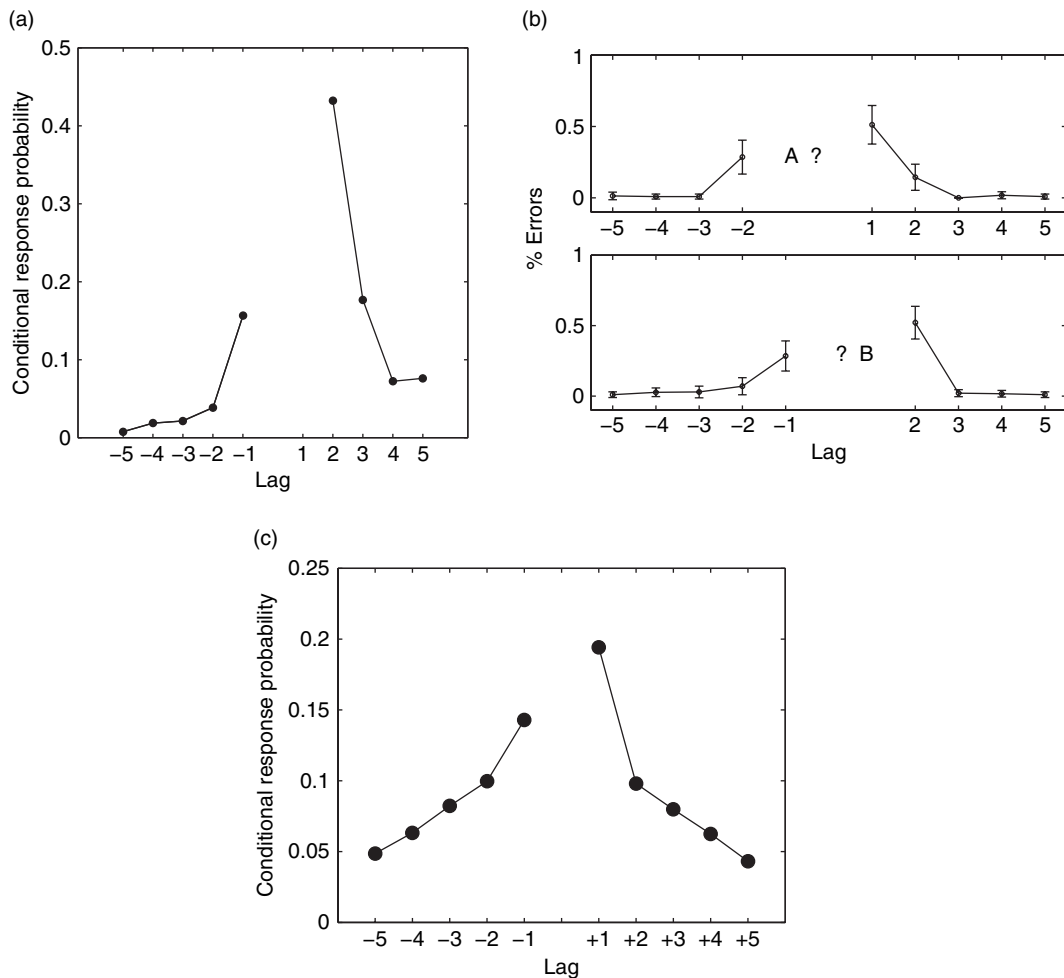 (a)
Conditional response probability
0.5
0.4
0.3
0.2
0.1
0
−5 −4 −3 −2 −1 1 2 3 4 5
Lag
(b)
% Errors
1
0.5
0
A ?
−5 −4 −3 −2 1 2 3 4 5
1
0.5
0
? B
−5 −4 −3 −2 −1 2 3 4 5
Lag
(c)
Conditional response probability
0.25
0.2
0.15
0.1
0.05
0
−5 −4 −3 −2 −1 +1 +2 +3 +4 +5
Lag